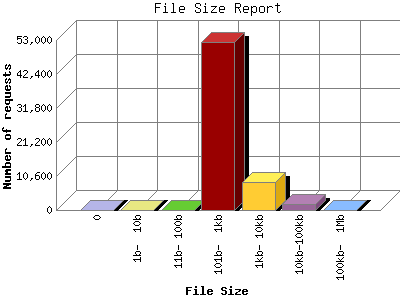 File Size Report
53,000
42,400
31,800
21,200
10,600
0
Number of requests
0
1b- 10b
11b- 100b
101b- 1kb
1kb- 10kb
10kb-100kb
100kb- 1Mb
File Size